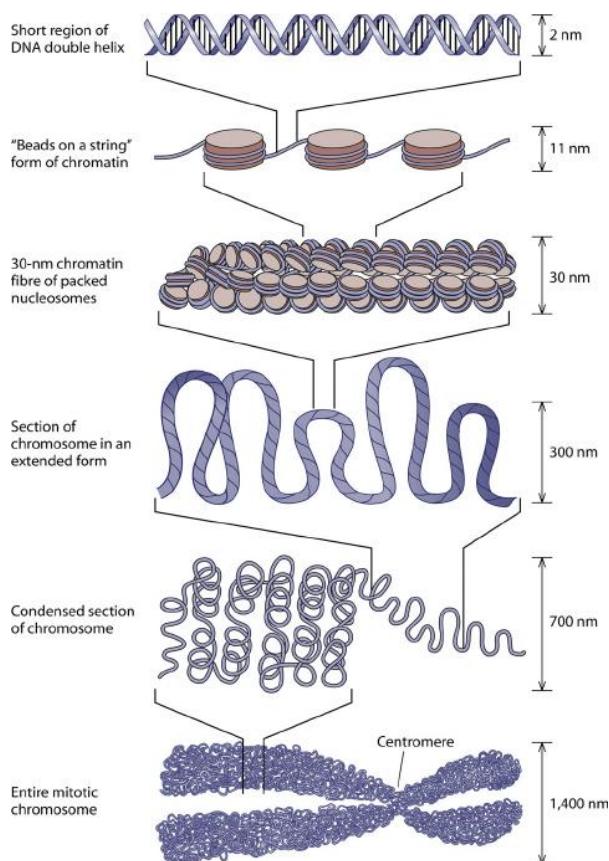 Short region of
DNA double helix
2 nm
"Beads on a string"
form of chromatin
11 nm
30-nm chromatin
fibre of packed
nucleosomes
30 nm
Section of
chromosome in an
extended form
300 nm
Condensed section
of chromosome
700 nm
Centromere
Entire mitotic
chromosome
1,400 nm